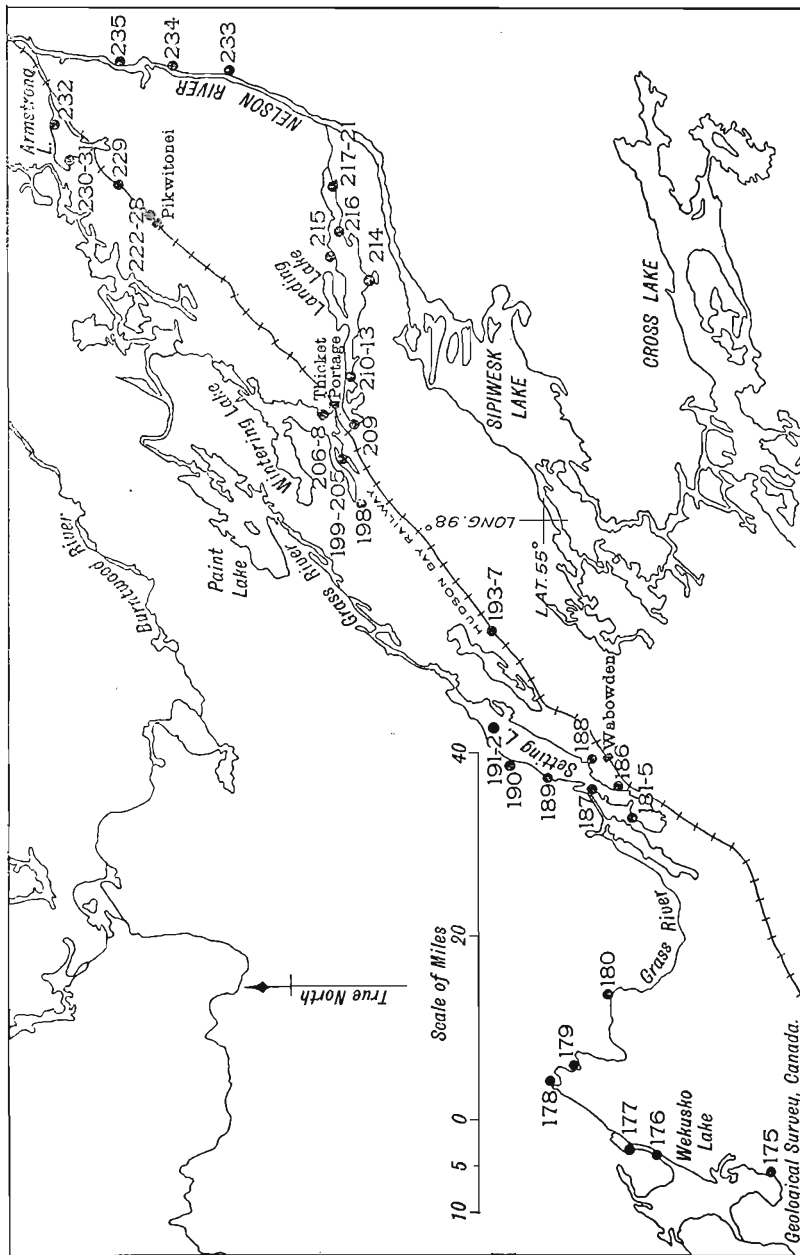 Armstrong
L.
232
230-31
229
222-28
Pikwitonei
235
234
233
NELSON
RIVER
217-21
216
215
214
Landing
Lake
210-13
Thicket
Portage
209
206-8
199-205
198
Wintering Lake
Paint
Lake
Burntwood River
Grass River
HUDSON BAY RAILWAY
193-7
LONG. 98°
LAT. 55°
SIPIWESK
LAKE
CROSS LAKE
True North
Scale of Miles
10 5 0 20 40
191-2
190
189
Setting L.
188
187
Wabowden
186
181-5
Grass River
180
179
178
177
176
Wekusko
Lake
175
Geological Survey, Canada.